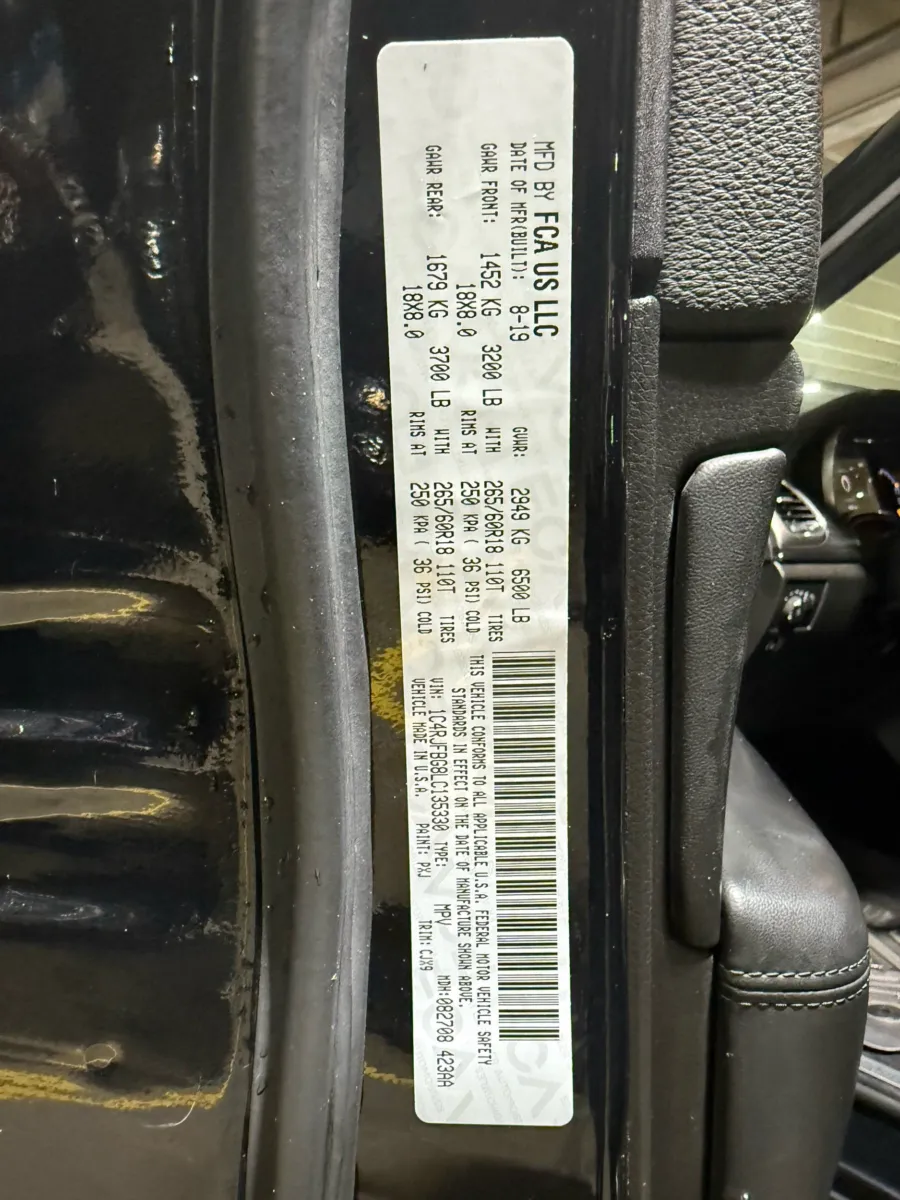 MFD BY FCA US LLC
DATE OF MFR(BUILT): 8-19 GVWR: 2949 KG 6500 LB
GAWR FRONT: 1452 KG 3200 LB WITH 265/60R18 110T TIRES
18X8.0 RIMS AT 250 KPA ( 36 PSI) COLD
GAWR REAR: 1679 KG 3700 LB WITH 265/60R18 110T TIRES
18X8.0 RIMS AT 250 KPA ( 36 PSI) COLD
THIS VEHICLE CONFORMS TO ALL APPLICABLE U.S.A. FEDERAL MOTOR VEHICLE SAFETY
STANDARDS IN EFFECT ON THE DATE OF MANUFACTURE SHOWN ABOVE.
VIN: 1C4RJFBG8LC135330 TYPE: MPV MDH:082708 423AA
VEHICLE MADE IN U.S.A. PAINT: PXJ TRIM:CJX9